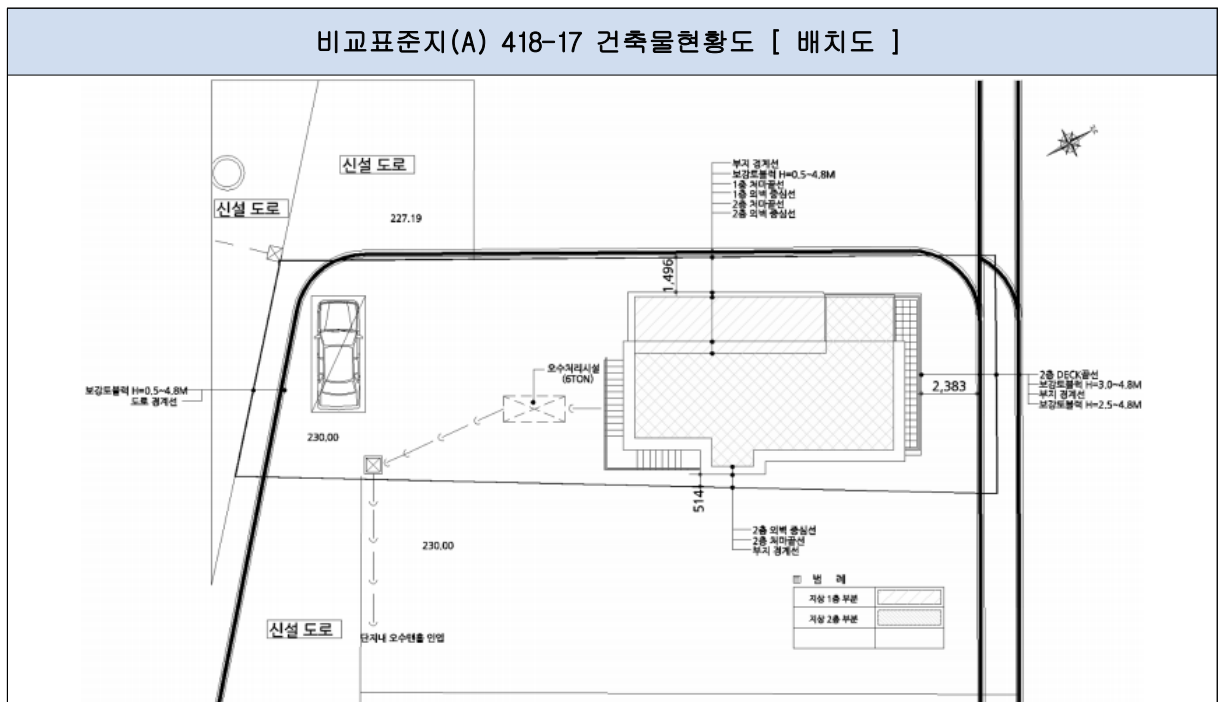 비교표준지(A) 418-17 건축물현황도 [ 배치도 ]
신설 도로
신설 도로
227.19
부지 경계선
보강토블럭 H=0.5~4.8M
1층 처마끝선
1층 외벽 중심선
2층 처마끝선
2층 외벽 중심선
1,496
오수처리시설
(6TON)
보강토블럭 H=0.5~4.8M
도로 경계선
2,383
2층 DECK끝선
보강토블럭 H=3.0~4.8M
부지 경계선
보강토블럭 H=2.5~4.8M
230.00
514
2층 외벽 중심선
2층 처마끝선
부지 경계선
230.00
범 례
지상 1층 부분
지상 2층 부분
신설 도로
단지내 오수맨홀 인입